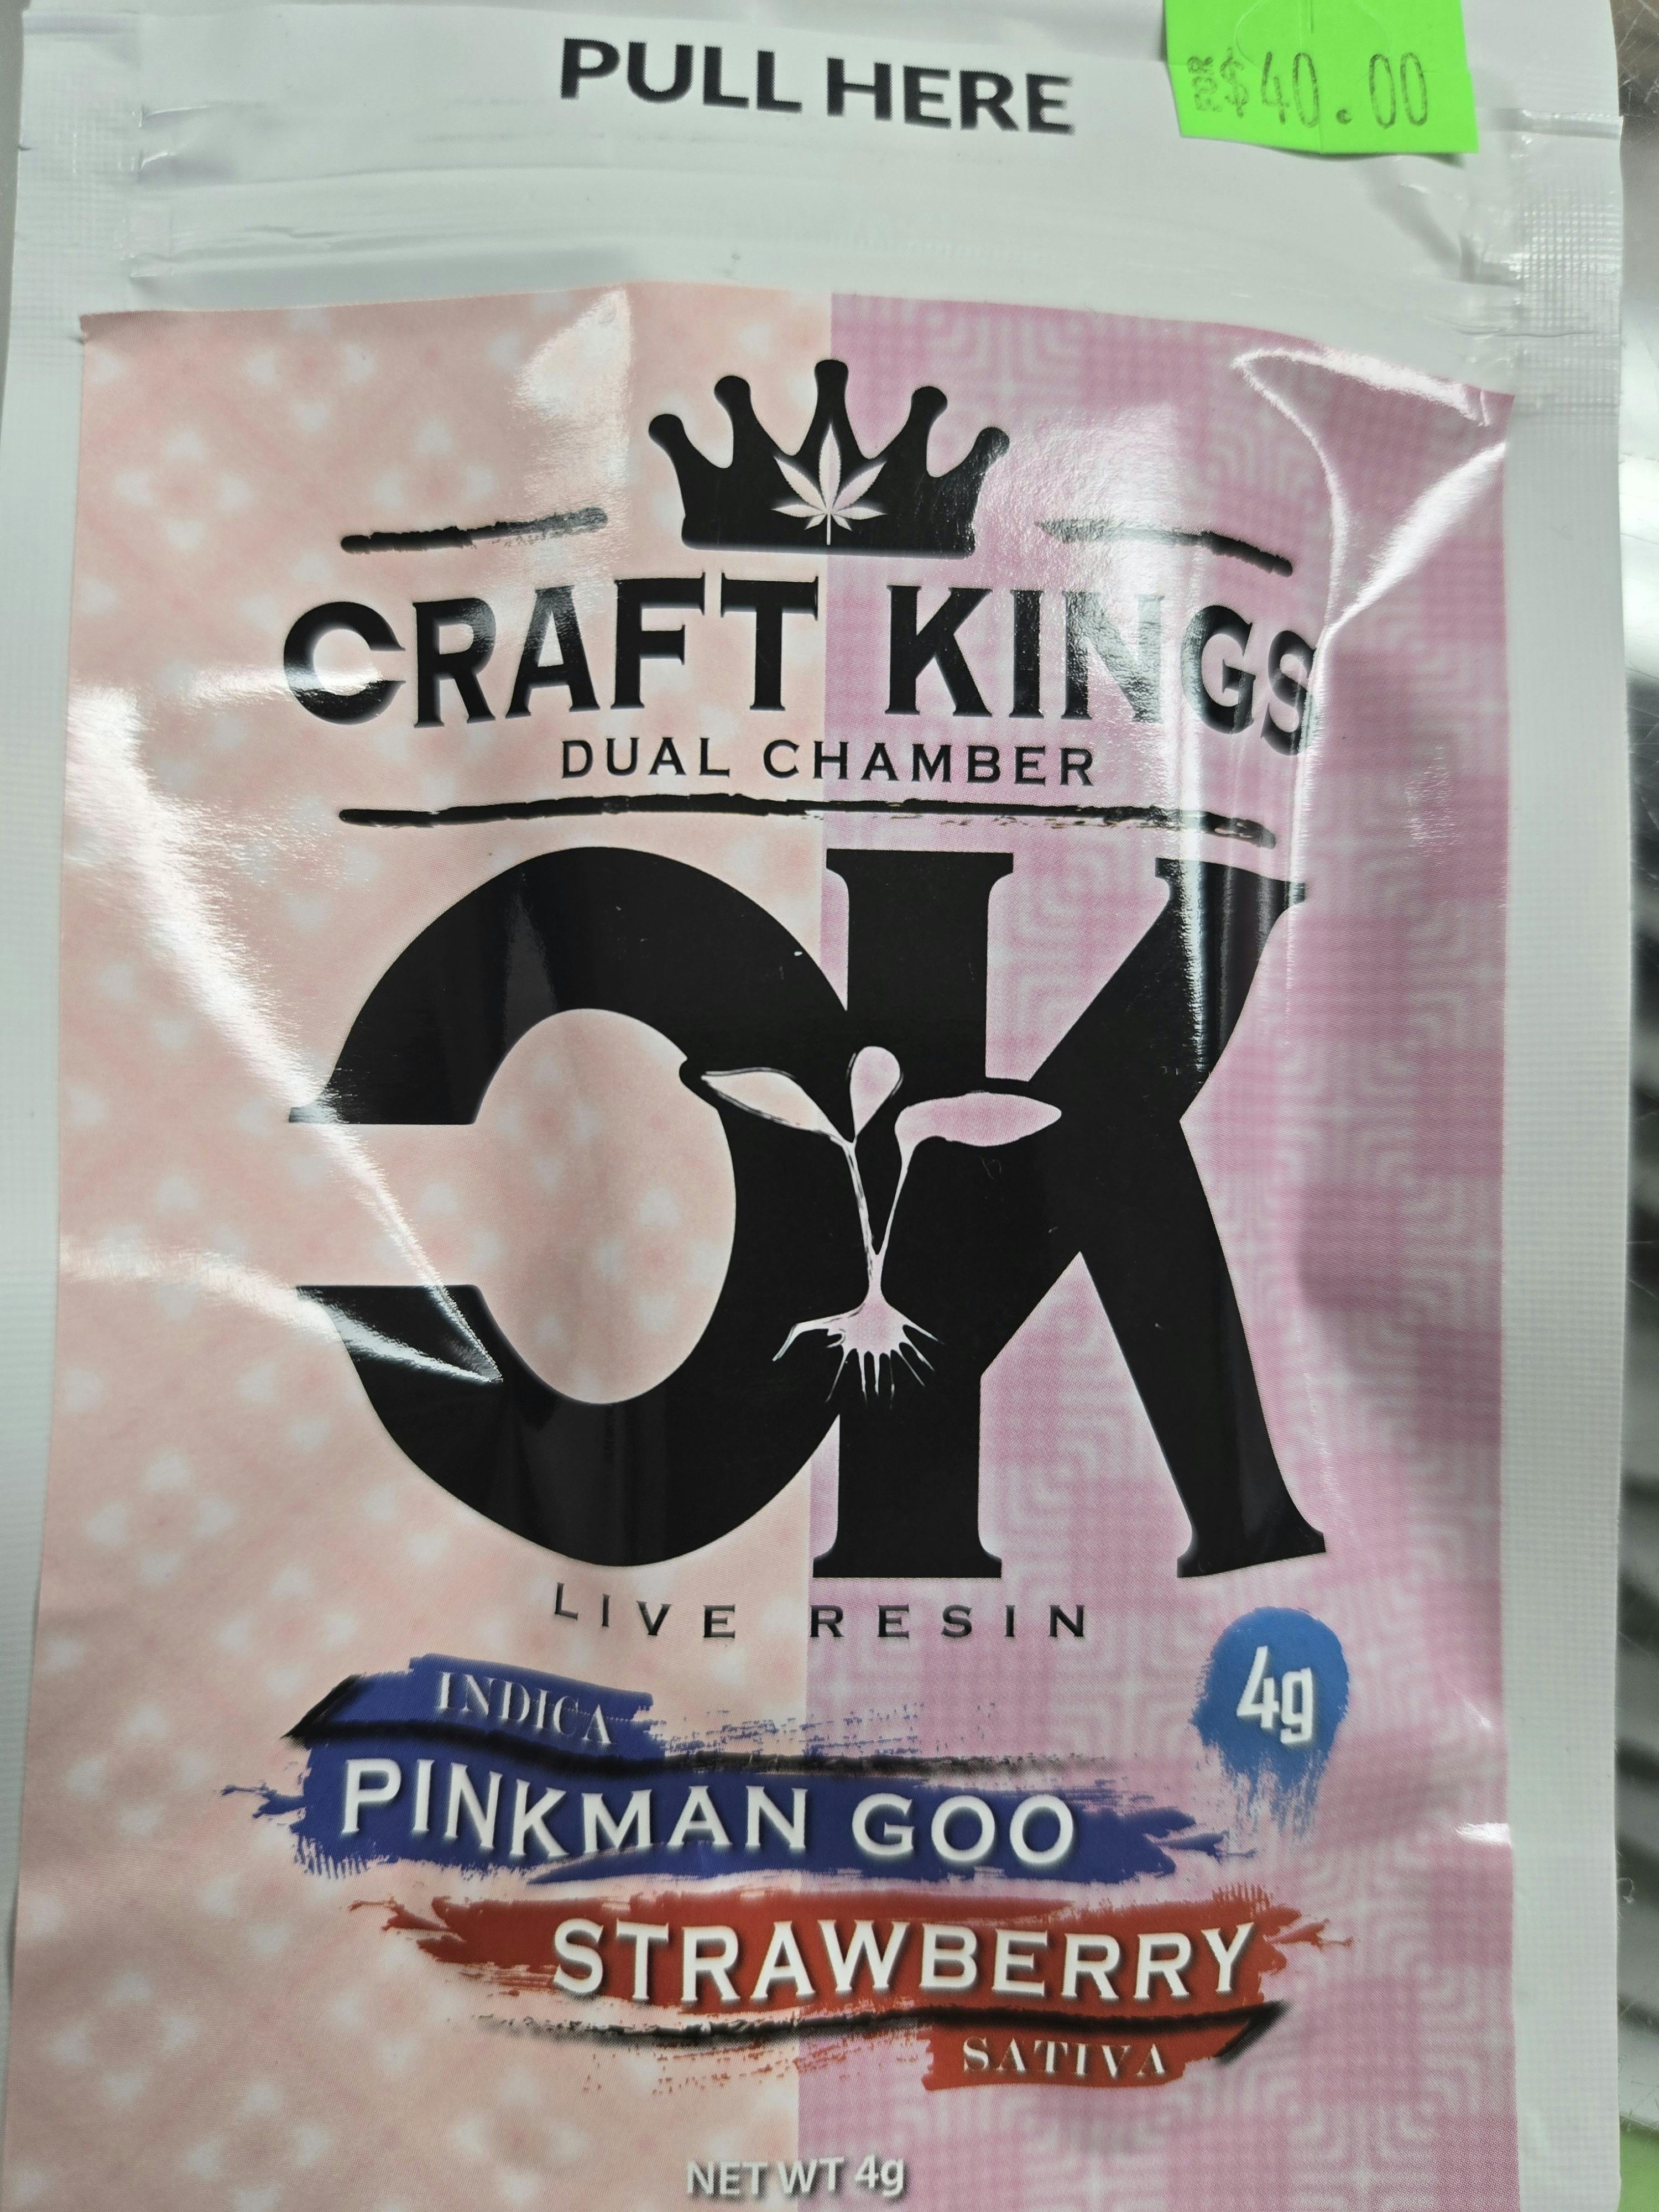 PULL HERE
FOR $40.00
CRAFT KINGS
DUAL CHAMBER
CK
LIVE RESIN
4g
INDICA
PINKMAN GOO
STRAWBERRY
SATIVA
NET WT 4g